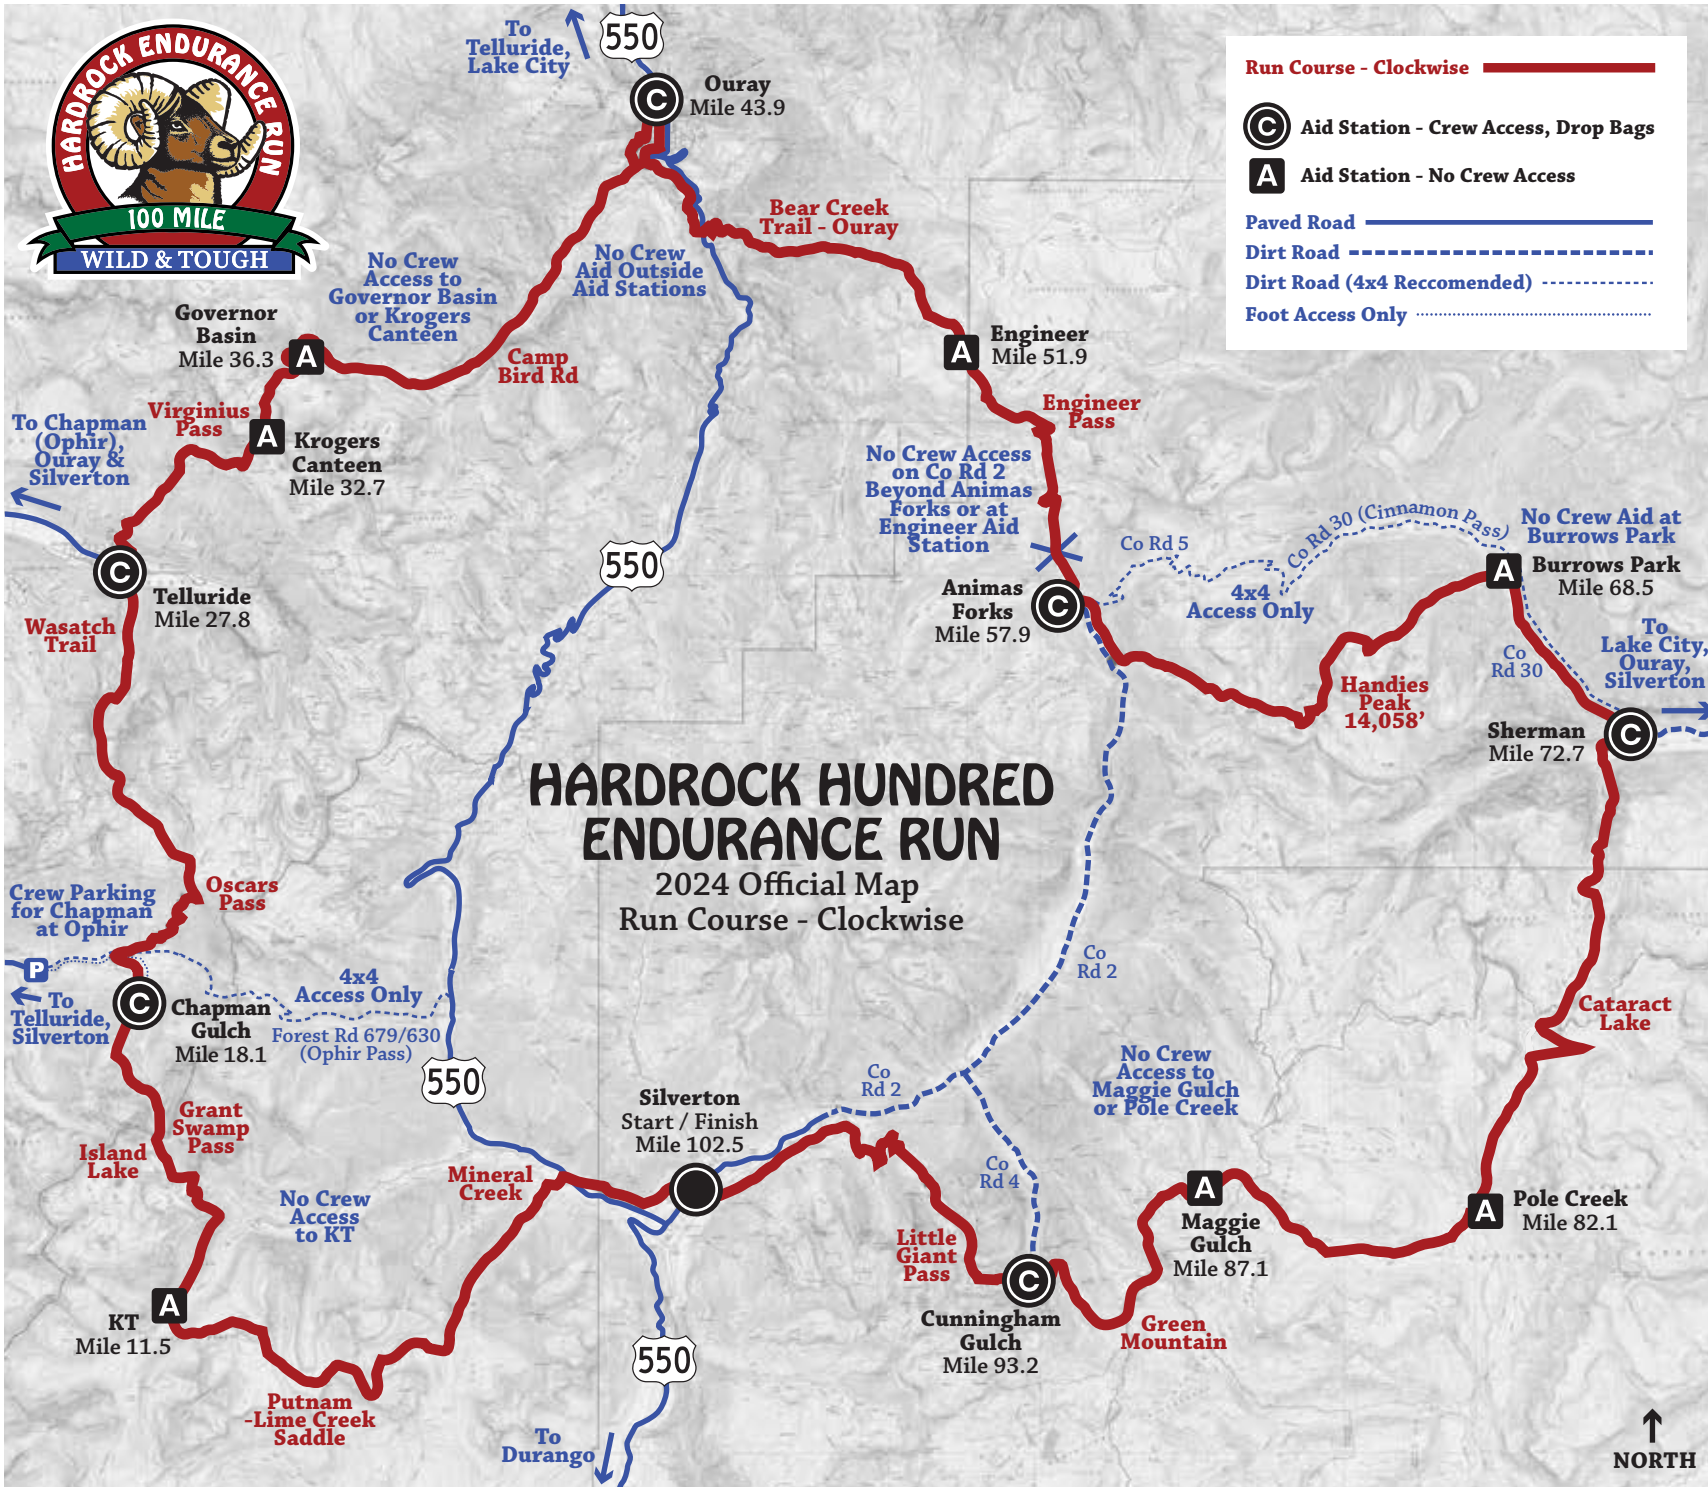 HARDROCK ENDURANCE RUN
100 MILE
WILD & TOUGH
To
Telluride,
Lake City
550
Ouray
Mile 43.9
Run Course - Clockwise
C
Aid Station - Crew Access, Drop Bags
A
Aid Station - No Crew Access
Paved Road
Dirt Road
Dirt Road (4x4 Reccomended)
Foot Access Only
C
Bear Creek
Trail - Ouray
No Crew
Aid Outside
Aid Stations
No Crew
Access to
Governor Basin
or Krogers
Canteen
Governor
Basin
Mile 36.3
A
Camp
Bird Rd
Virginius
Pass
A
Krogers
Canteen
Mile 32.7
To Chapman
(Ophir),
Ouray &
Silverton
A
Engineer
Mile 51.9
Engineer
Pass
No Crew Access
on Co Rd 2
Beyond Animas
Forks or at
Engineer Aid
Station
550
C
Telluride
Mile 27.8
Wasatch
Trail
Animas
Forks
Mile 57.9
C
Co Rd 5
Co Rd 30 (Cinnamon Pass)
4x4
Access Only
No Crew Aid at
Burrows Park
A
Burrows Park
Mile 68.5
Co
Rd 30
To
Lake City,
Ouray,
Silverton
Handies
Peak
14,058’
Sherman
Mile 72.7
C
HARDROCK HUNDRED
ENDURANCE RUN
2024 Official Map
Run Course - Clockwise
Oscars
Pass
Crew Parking
for Chapman
at Ophir
P
To
Telluride,
Silverton
C
Chapman
Gulch
Mile 18.1
4x4
Access Only
Forest Rd 679/630
(Ophir Pass)
550
Co
Rd 2
Cataract
Lake
Co
Rd 2
No Crew
Access to
Maggie Gulch
or Pole Creek
Silverton
Start / Finish
Mile 102.5
Grant
Swamp
Pass
Island
Lake
Mineral
Creek
No Crew
Access
to KT
Co
Rd 4
A
Maggie
Gulch
Mile 87.1
A
Pole Creek
Mile 82.1
Little
Giant
Pass
C
Cunningham
Gulch
Mile 93.2
Green
Mountain
A
KT
Mile 11.5
Putnam
-Lime Creek
Saddle
550
To
Durango
NORTH